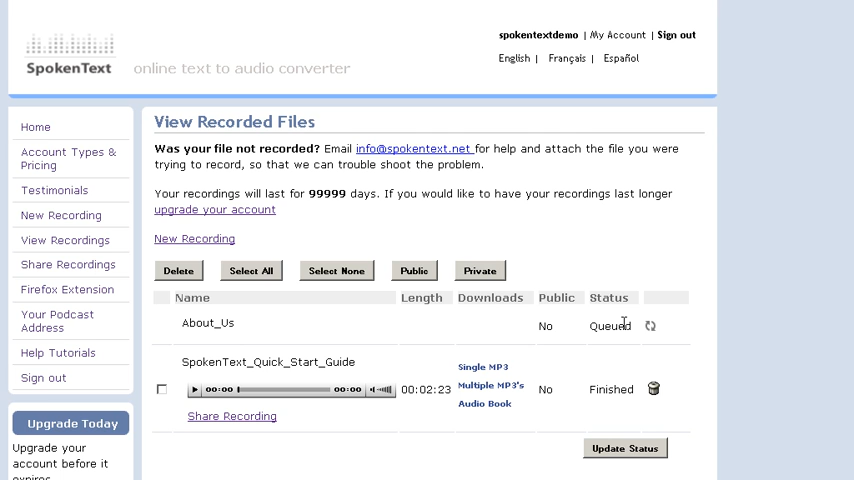 spokentextdemo | My Account | Sign out
English | Français | Español
SpokenText online text to audio converter
Home
Account Types &
Pricing
Testimonials
New Recording
View Recordings
Share Recordings
Firefox Extension
Your Podcast
Address
Help Tutorials
Sign out
Upgrade Today
Upgrade your
account before it
expires
View Recorded Files
Was your file not recorded? Email info@spokentext.net for help and attach the file you were
trying to record, so that we can trouble shoot the problem.
Your recordings will last for 99999 days. If you would like to have your recordings last longer
upgrade your account
New Recording
Delete Select All Select None Public Private
Name Length Downloads Public Status
About_Us No Queued
SpokenText_Quick_Start_Guide
00:00 00:00 00:02:23 Single MP3 Multiple MP3's Audio Book No Finished
Share Recording
Update Status